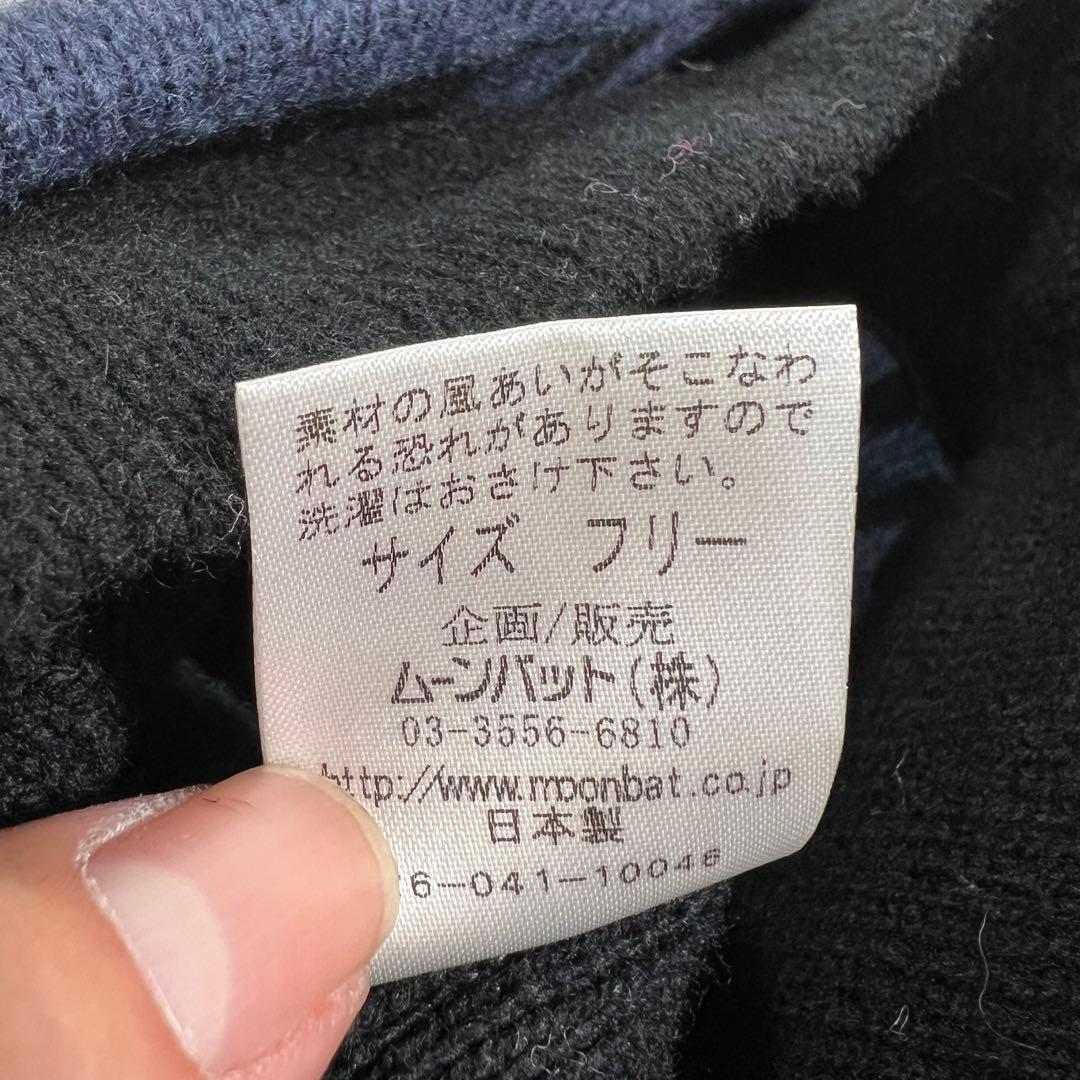 素材の風あいがそこなわ
れる恐れがありますので
洗濯はおさけ下さい。
サイズ　フリー
企画/販売
ムーンバット(株)
03-3556-6810
http://www.moonbat.co.jp
日本製
6-041-10046